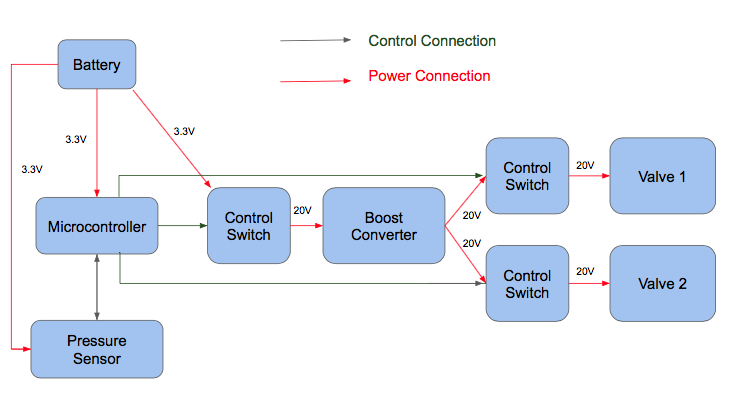 Control Connection
Battery
Power Connection
3.3V
3.3V
3.3V
Control
Switch
20V
Valve 1
Microcontroller
Control
Switch
20V
Boost
Converter
20V
20V
Control
Switch
20V
Valve 2
Pressure
Sensor